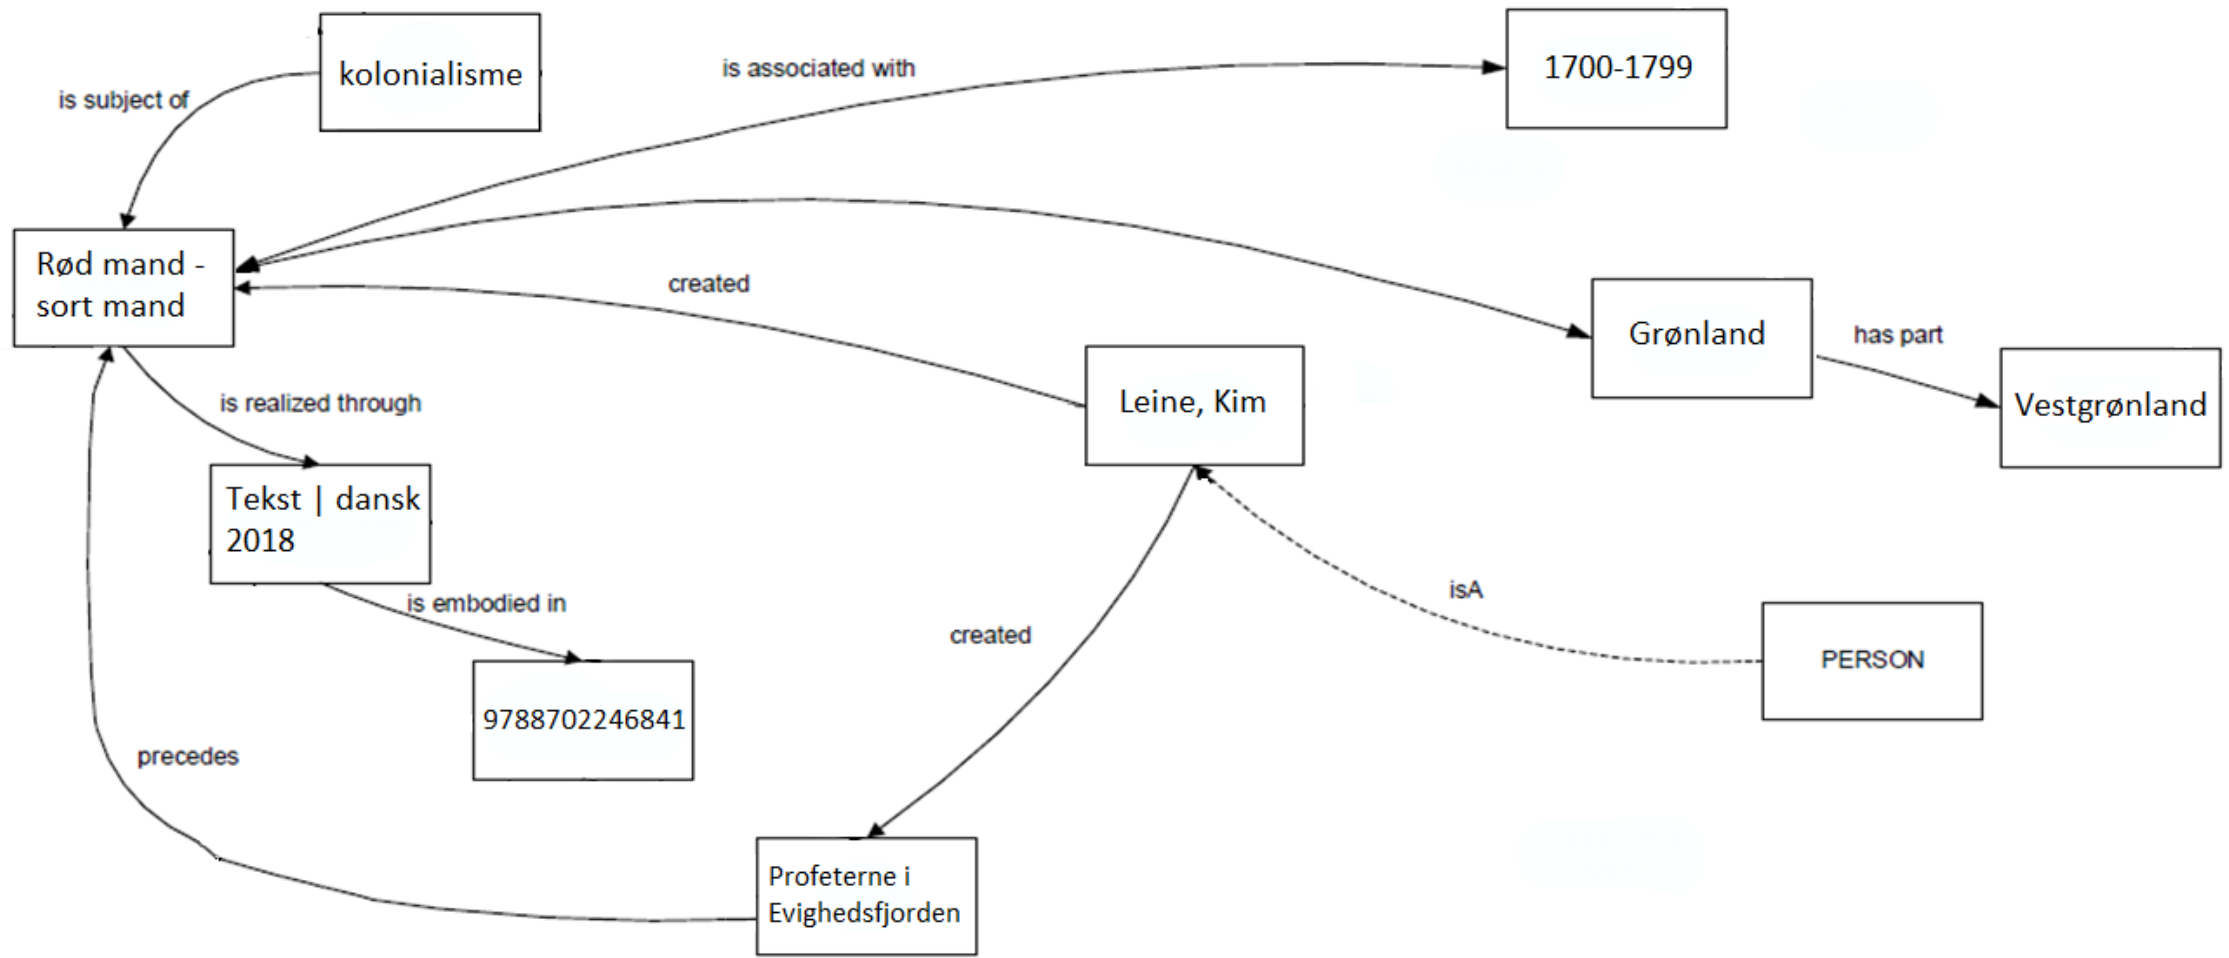 kolonialisme
is associated with
1700-1799
is subject of
Rød mand -
sort mand
created
Grønland
has part
Leine, Kim
Vestgrønland
is realized through
Tekst | dansk
2018
is embodied in
isA
created
PERSON
9788702246841
precedes
Profeterne i
Evighedsfjorden